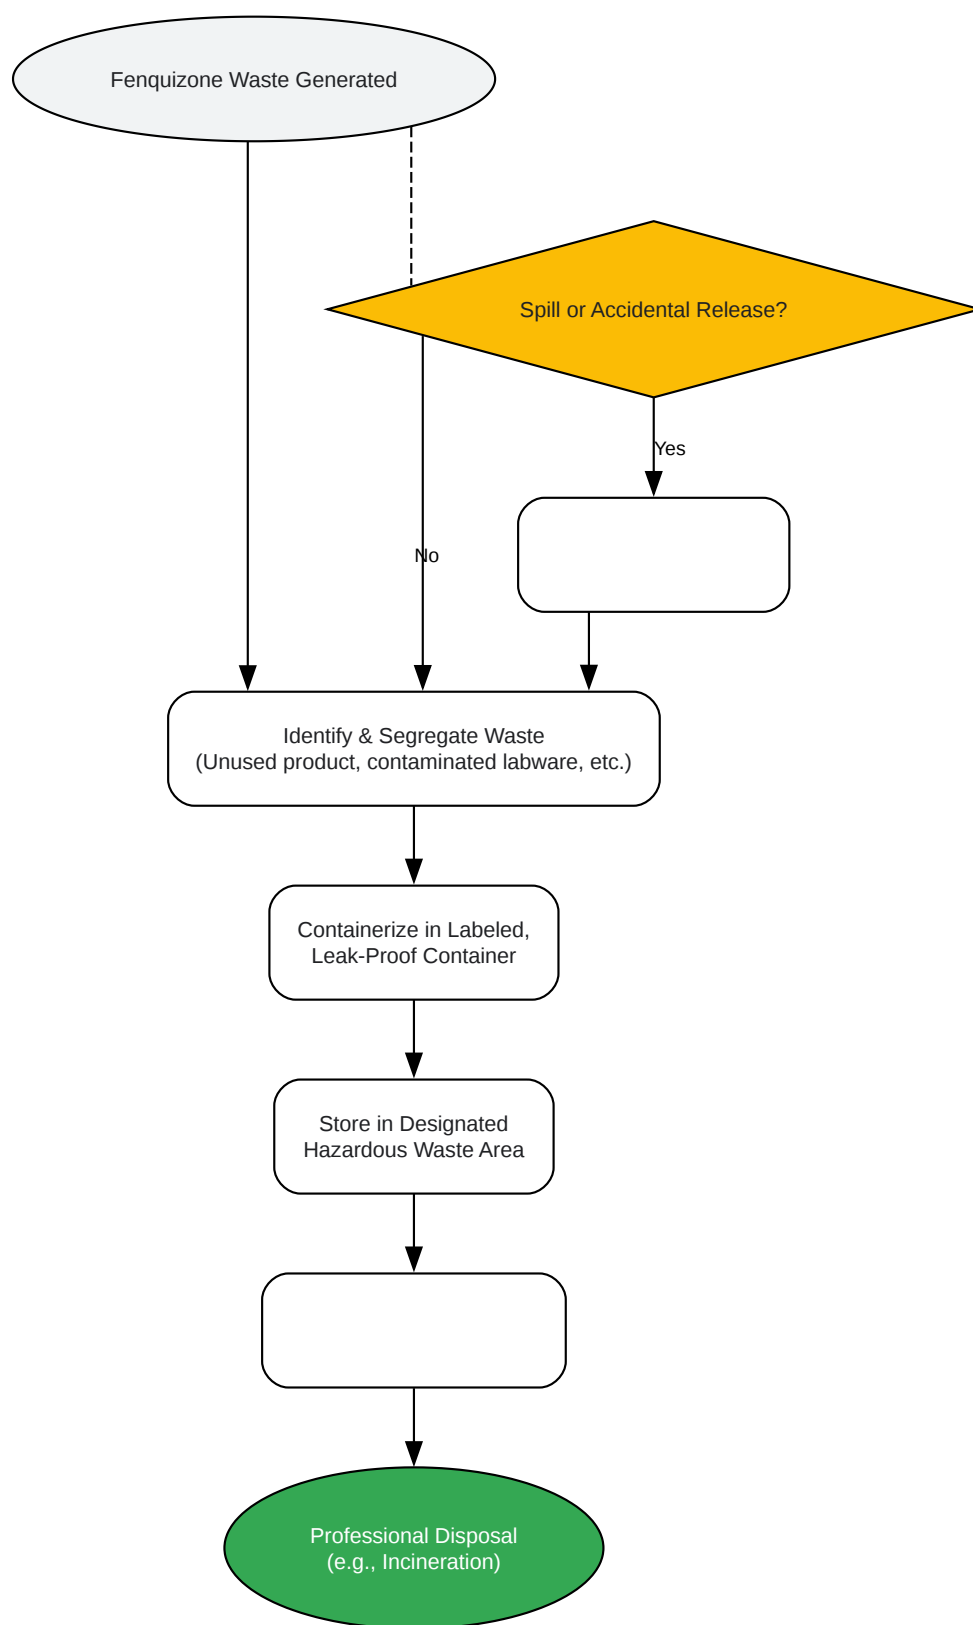 Fenquizone Waste Generated
Spill or Accidental Release?
Yes
No
Identify & Segregate Waste
(Unused product, contaminated labware, etc.)
Containerize in Labeled,
Leak-Proof Container
Store in Designated
Hazardous Waste Area
Professional Disposal
(e.g., Incineration)